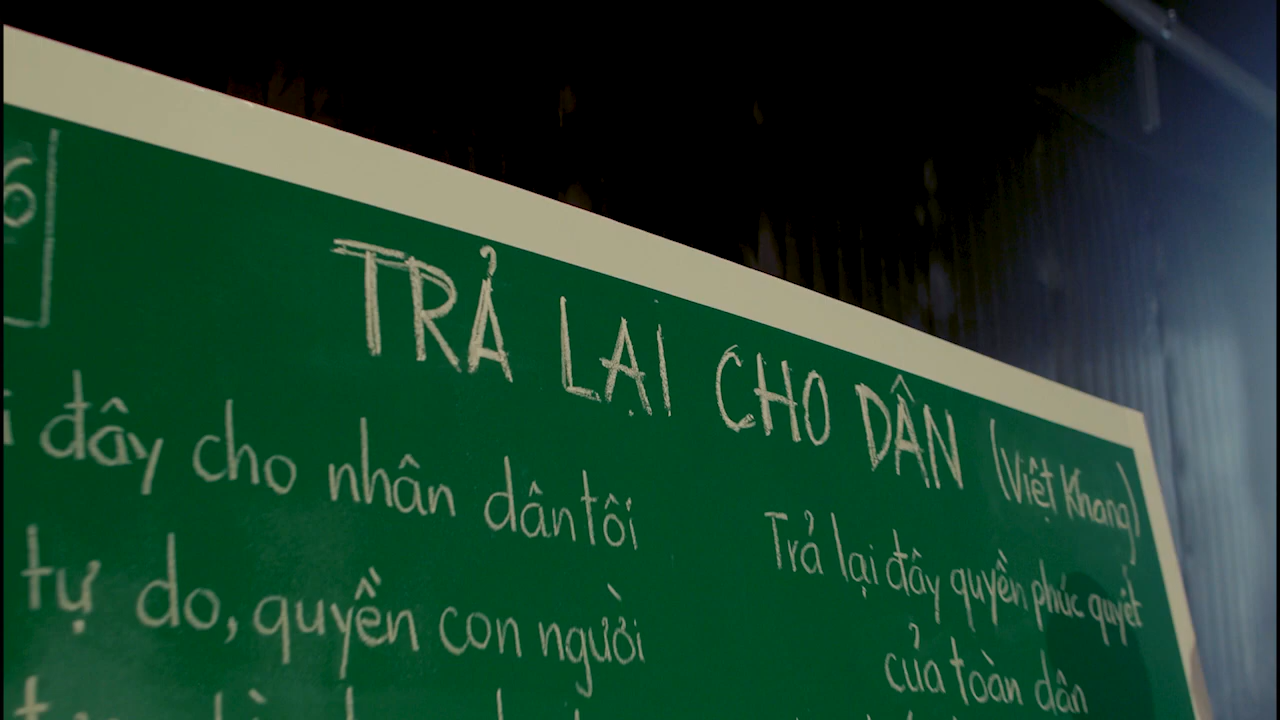 6
TRẢ LẠI CHO DÂN (Việt Khang)
đây cho nhân dân tôi
tự do, quyền con người
Trả lại đây quyền phúc quyết
của toàn dân